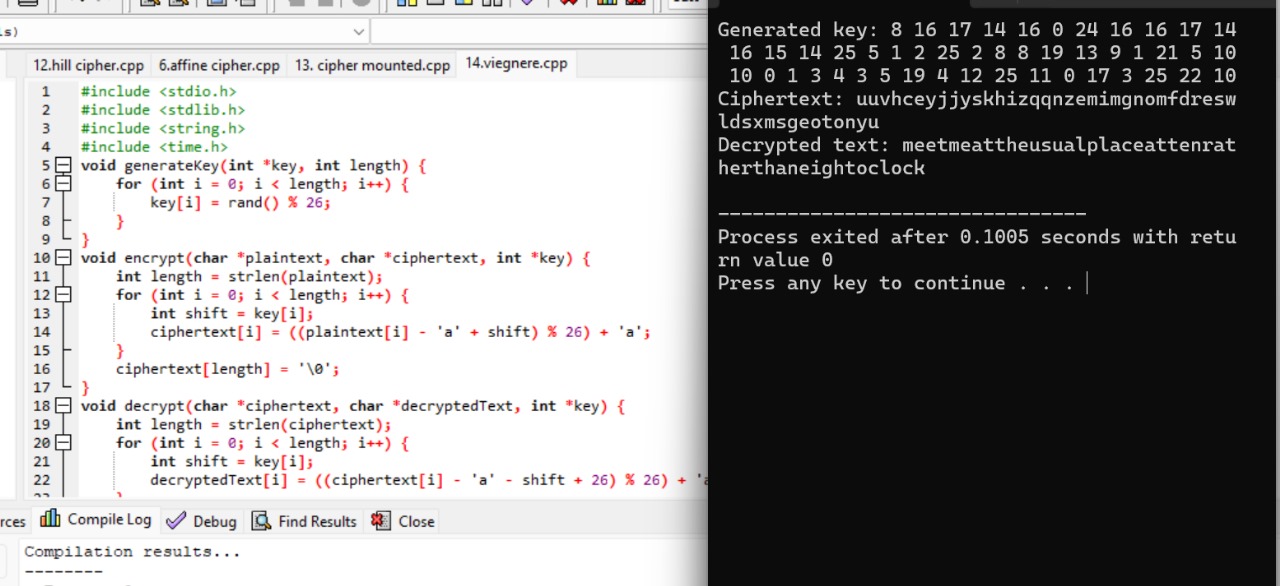 s)
12.hill cipher.cpp 6.affine cipher.cpp 13. cipher mounted.cpp 14.viegnere.cpp
1 #include <stdio.h>
2 #include <stdlib.h>
3 #include <string.h>
4 #include <time.h>
5 void generateKey(int *key, int length) {
6 for (int i = 0; i < length; i++) {
7 key[i] = rand() % 26;
8 }
9 }
10 void encrypt(char *plaintext, char *ciphertext, int *key) {
11 int length = strlen(plaintext);
12 for (int i = 0; i < length; i++) {
13 int shift = key[i];
14 ciphertext[i] = ((plaintext[i] - 'a' + shift) % 26) + 'a';
15 }
16 ciphertext[length] = '\0';
17 }
18 void decrypt(char *ciphertext, char *decryptedText, int *key) {
19 int length = strlen(ciphertext);
20 for (int i = 0; i < length; i++) {
21 int shift = key[i];
22 decryptedText[i] = ((ciphertext[i] - 'a' - shift + 26) % 26) + 'a
rces Compile Log Debug Find Results Close
Compilation results...
--------
Generated key: 8 16 17 14 16 0 24 16 16 17 14
16 15 14 25 5 1 2 25 2 8 8 19 13 9 1 21 5 10
10 0 1 3 4 3 5 19 4 12 25 11 0 17 3 25 22 10
Ciphertext: uuvhceyjjyskhizqqnzemimgnomfdresw
ldsxmsgeotonyu
Decrypted text: meetmeattheusualplaceattenrat
herthaneightoclock
--------------------------------
Process exited after 0.1005 seconds with retu
rn value 0
Press any key to continue . . .